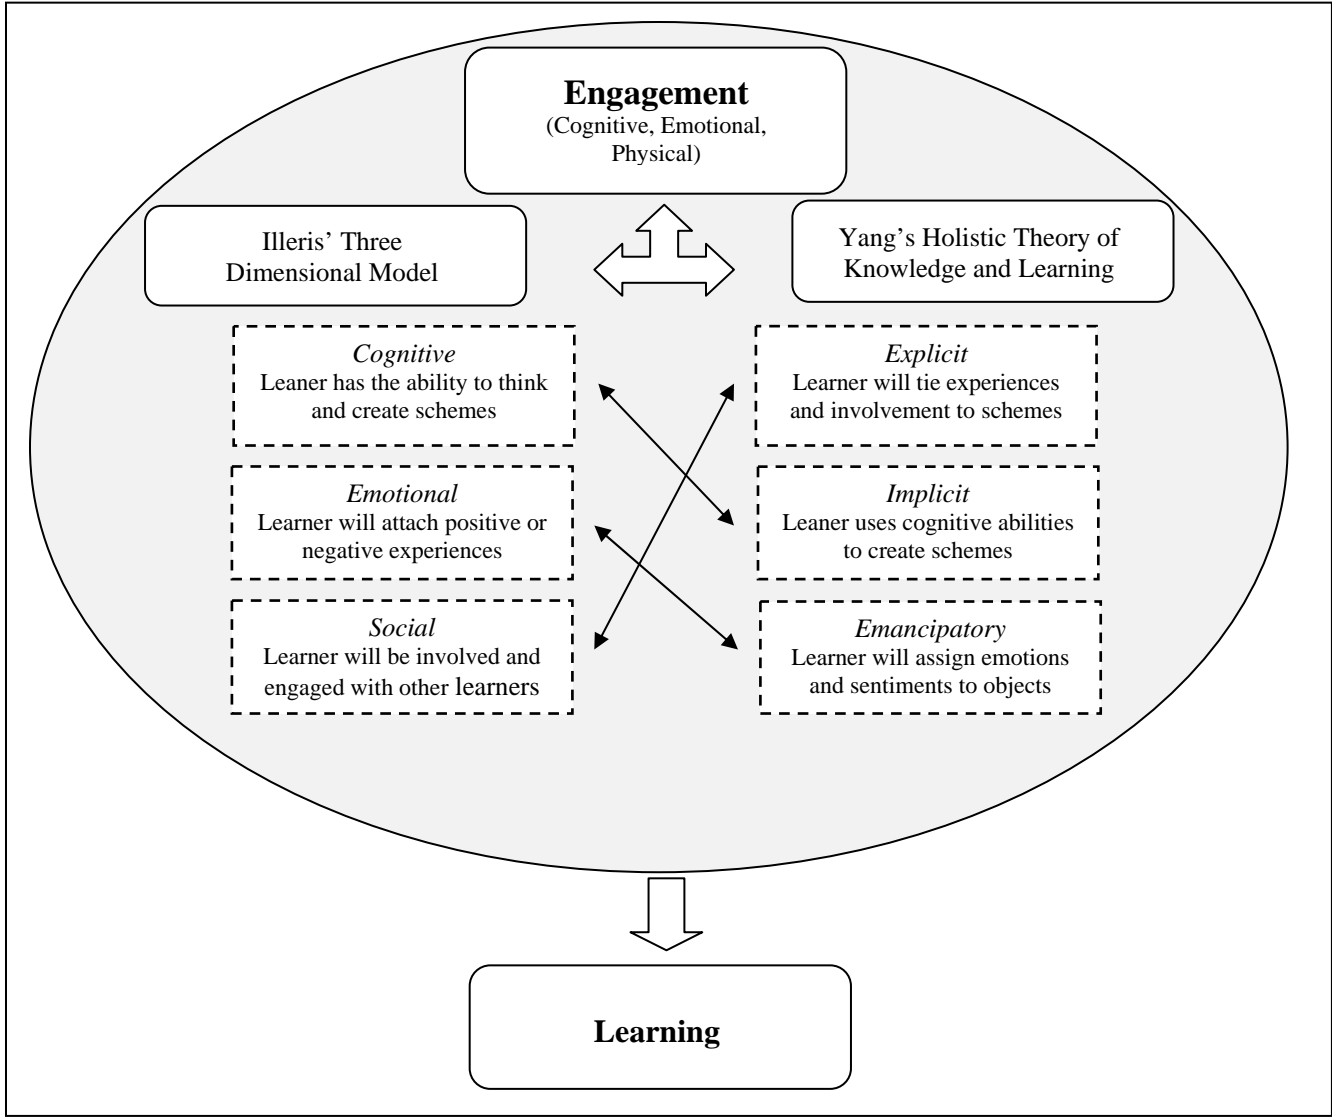 Engagement
(Cognitive, Emotional,
Physical)
Illeris’ Three
Dimensional Model
Yang’s Holistic Theory of
Knowledge and Learning
Cognitive
Leaner has the ability to think
and create schemes
Explicit
Learner will tie experiences
and involvement to schemes
Emotional
Learner will attach positive or
negative experiences
Implicit
Leaner uses cognitive abilities
to create schemes
Social
Learner will be involved and
engaged with other learners
Emancipatory
Learner will assign emotions
and sentiments to objects
Learning